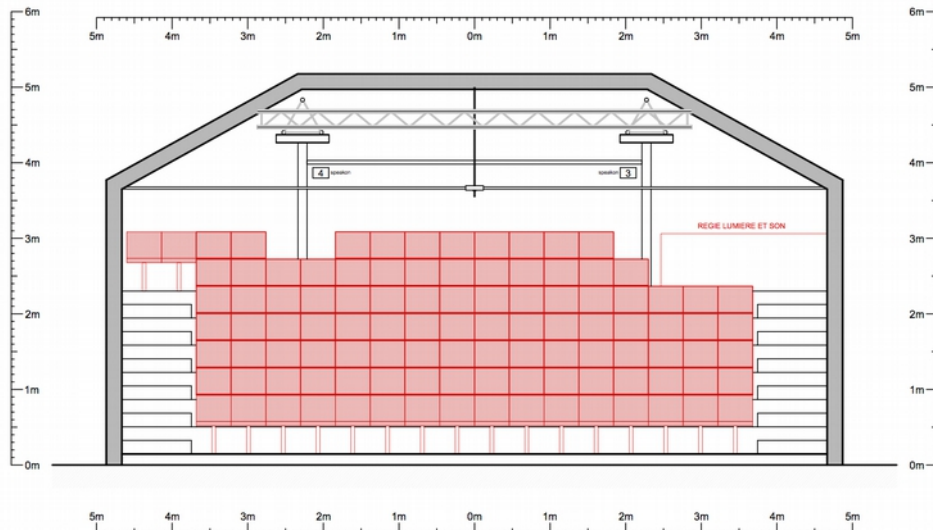 6m 6m
5m 4m 3m 2m 1m 0m 1m 2m 3m 4m 5m
5m 5m
4m 4m
4 speakon speakon 3
REGIE LUMIERE ET SON
3m 3m
2m 2m
1m 1m
0m 0m
5m 4m 3m 2m 1m 0m 1m 2m 3m 4m 5m